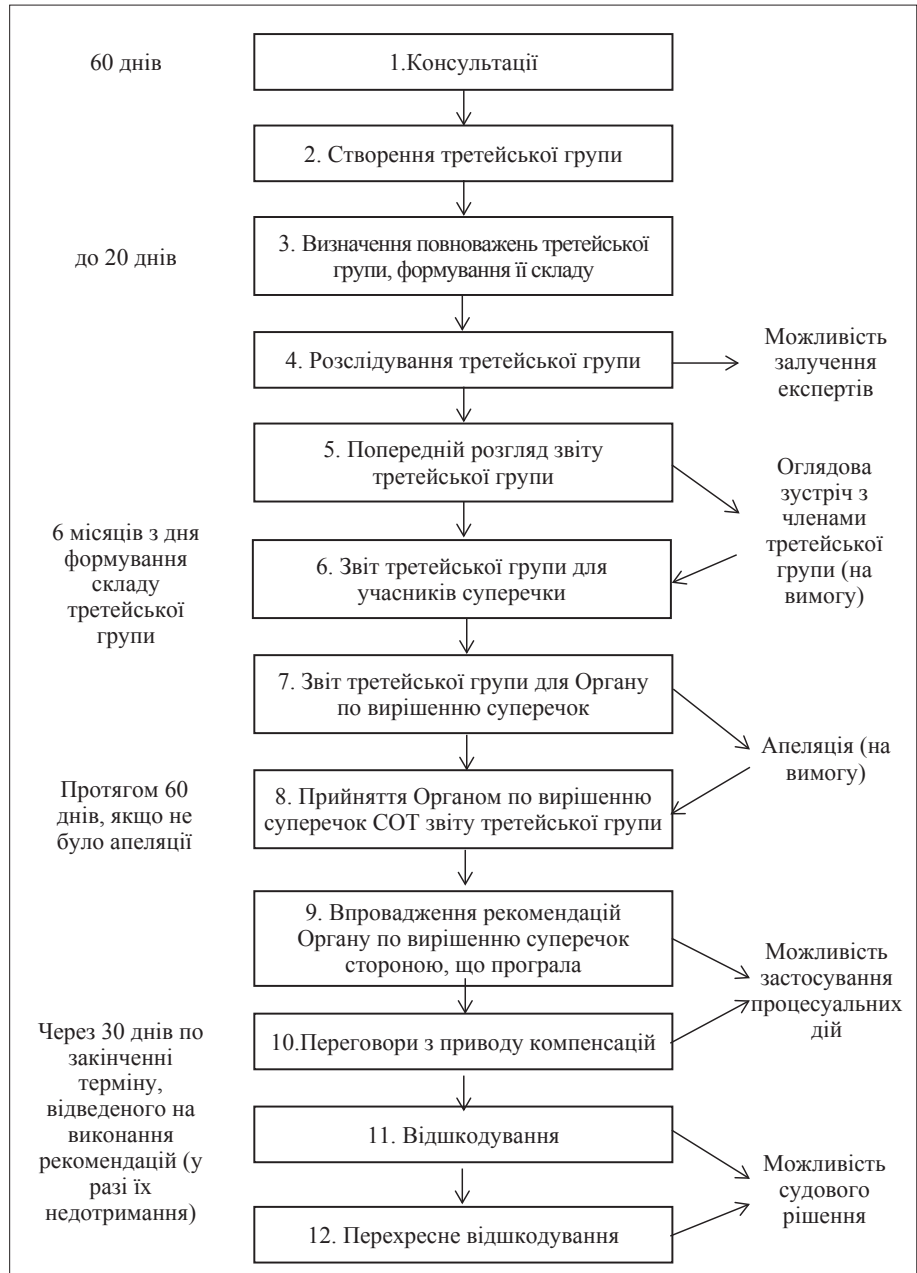 60 днів
1.Консультації
2. Створення третейської групи
до 20 днів
3. Визначення повноважень третейської
групи, формування її складу
4. Розслідування третейської групи
Можливість
залучення
експертів
5. Попередній розгляд звіту
третейської групи
Оглядова
зустріч з
членами
третейської
групи (на
вимогу)
6 місяців з дня
формування
складу
третейської
групи
6. Звіт третейської групи для
учасників суперечки
7. Звіт третейської групи для Органу
по вирішенню суперечок
Апеляція (на
вимогу)
Протягом 60
днів, якщо не
було апеляції
8. Прийняття Органом по вирішенню
суперечок СОТ звіту третейської групи
9. Впровадження рекомендацій
Органу по вирішенню суперечок
стороною, що програла
Можливість
застосування
процесуальних
дій
10.Переговори з приводу компенсацій
Через 30 днів по
закінченні
терміну,
відведеного на
виконання
рекомендацій (у
разі їх
недотримання)
11. Відшкодування
Можливість
судового
рішення
12. Перехресне відшкодування